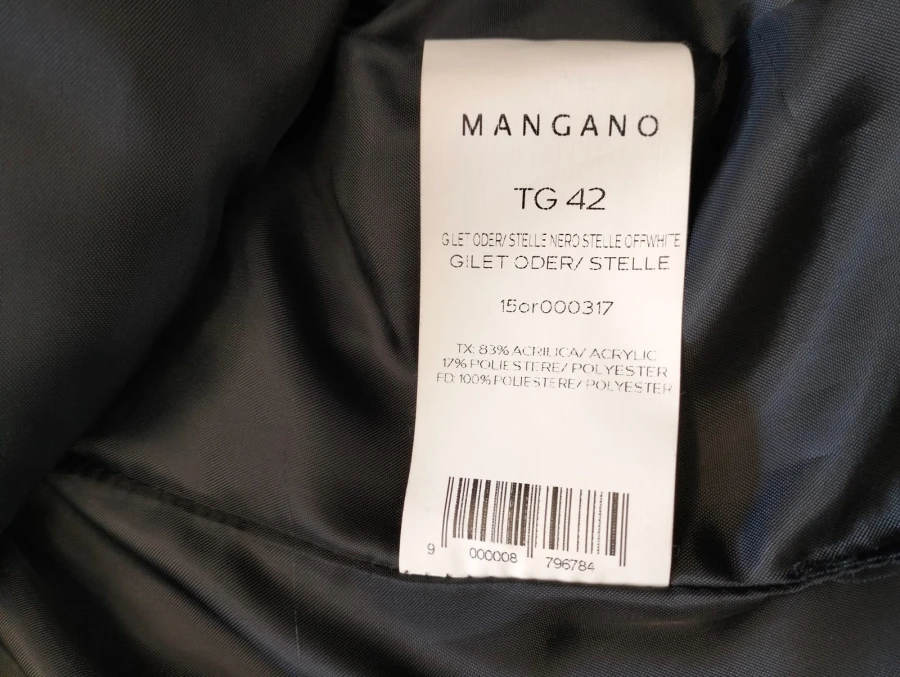 MANGANO
TG 42
GILET ODER/ STELLE NERO STELLE OFFWHITE
GILET ODER/ STELLE
15or000317
TX: 83% ACRILICA/ ACRYLIC
17% POLIESTERE/ POLYESTER
FD: 100% POLIESTERE/ POLYESTER
9 000008 796784